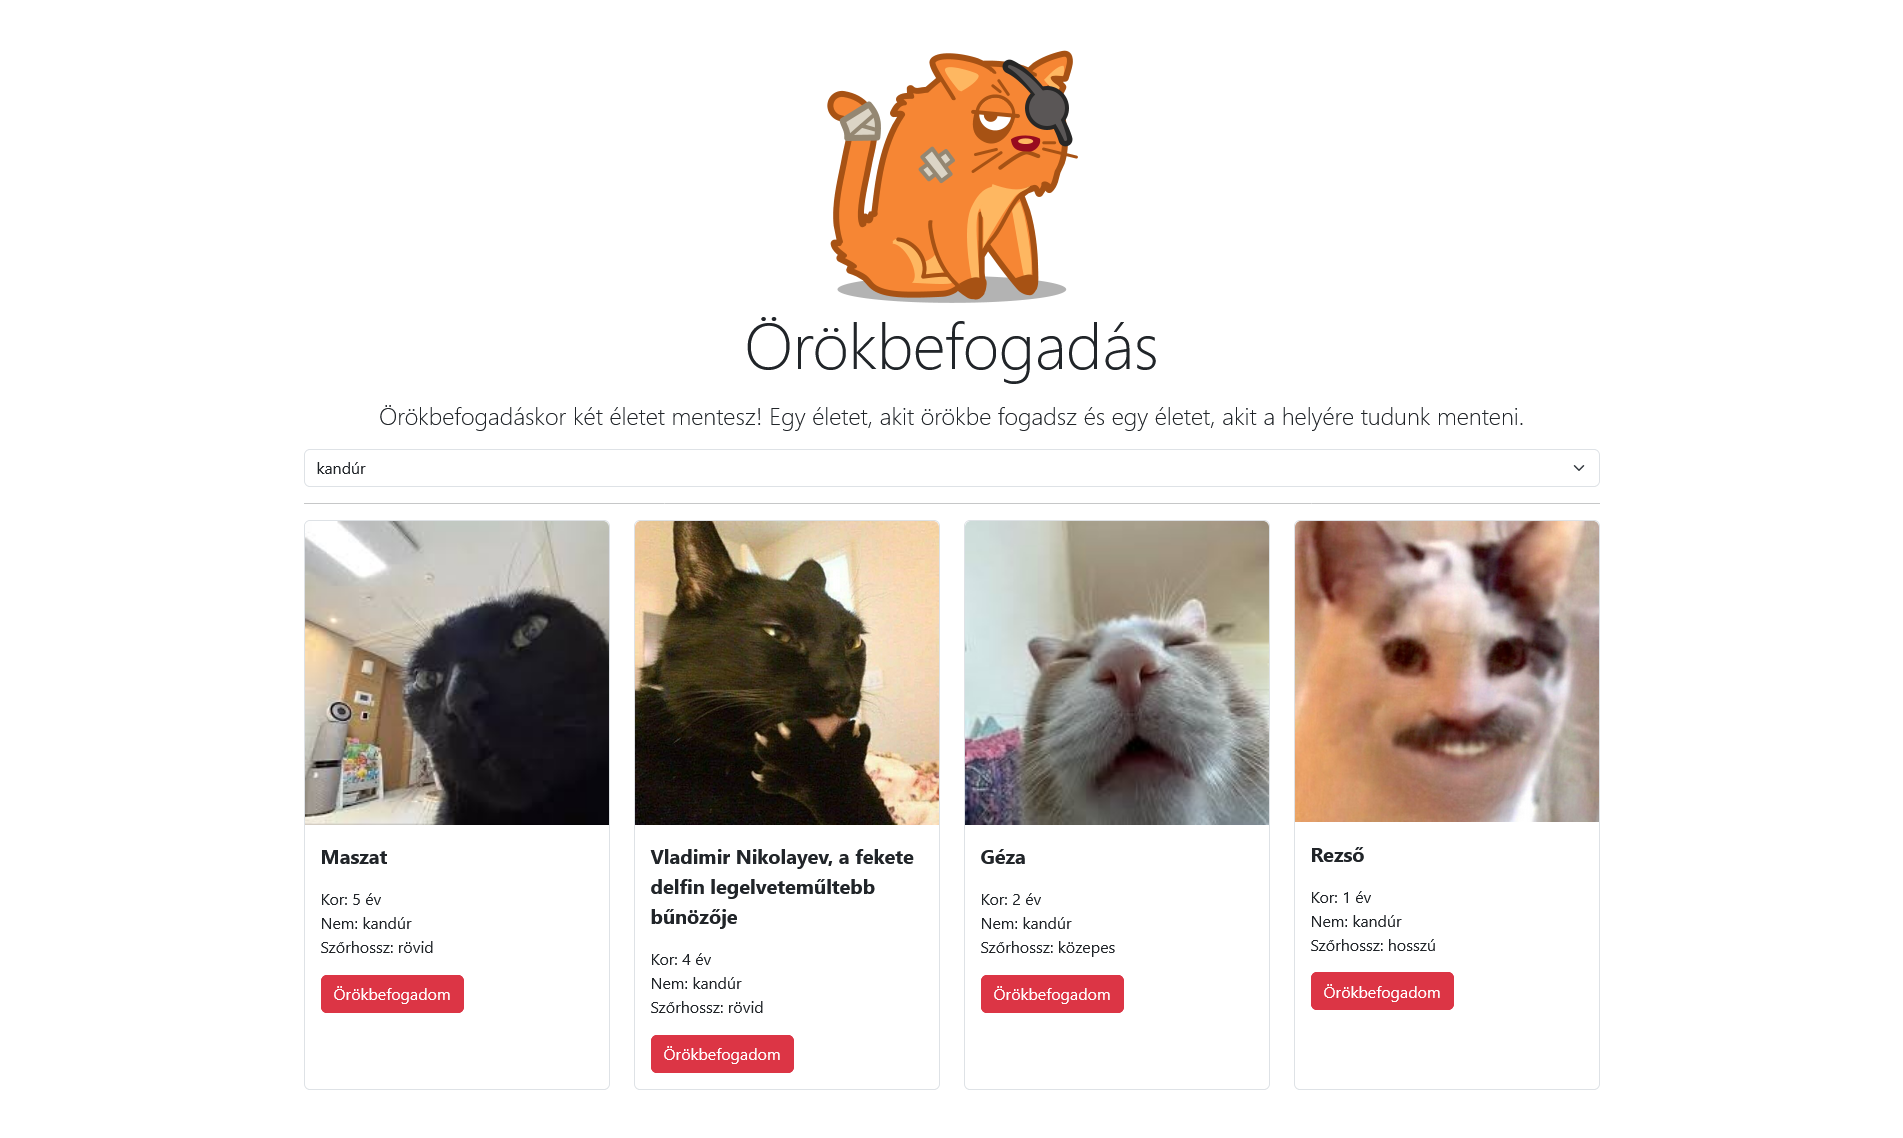 Örökbefogadás
Örökbefogadáskor két életet mentesz! Egy életet, akit örökbe fogadsz és egy életet, akit a helyére tudunk menteni.
kandúr
Maszat
Kor: 5 év
Nem: kandúr
Szőrhossz: rövid
Örökbefogadom
Vladimir Nikolayev, a fekete
delfin legelveteműltebb
bűnözője
Kor: 4 év
Nem: kandúr
Szőrhossz: rövid
Örökbefogadom
Géza
Kor: 2 év
Nem: kandúr
Szőrhossz: közepes
Örökbefogadom
Rezső
Kor: 1 év
Nem: kandúr
Szőrhossz: hosszú
Örökbefogadom